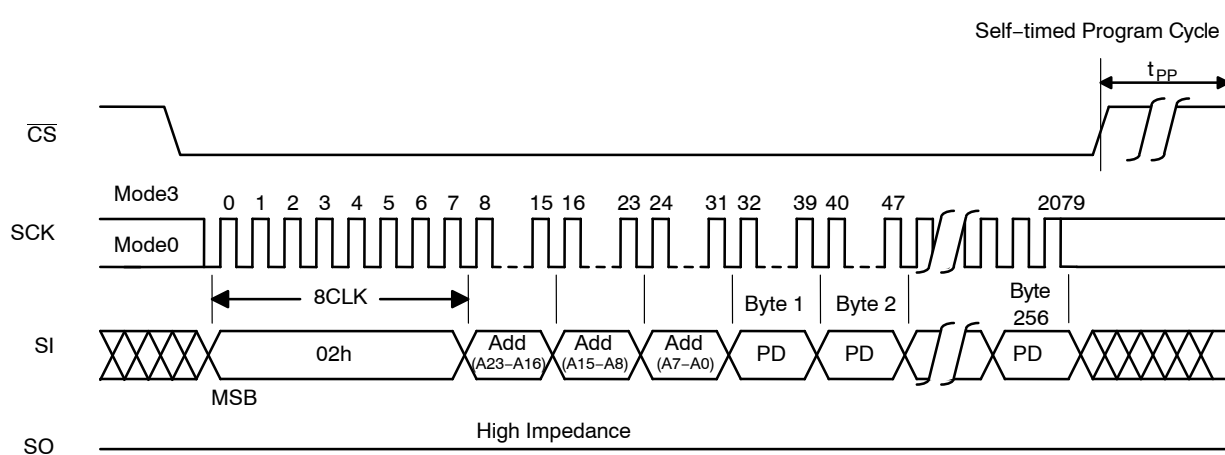 Self−timed Program Cycle
tPP
CS
Mode3
0 1 2 3 4 5 6 7 8 15 16 23 24 31 32 39 40 47 2079
SCK
Mode0
8CLK
Byte 1
Byte 2
Byte
256
SI
02h
Add
(A23−A16)
Add
(A15−A8)
Add
(A7−A0)
PD
PD
PD
MSB
High Impedance
SO